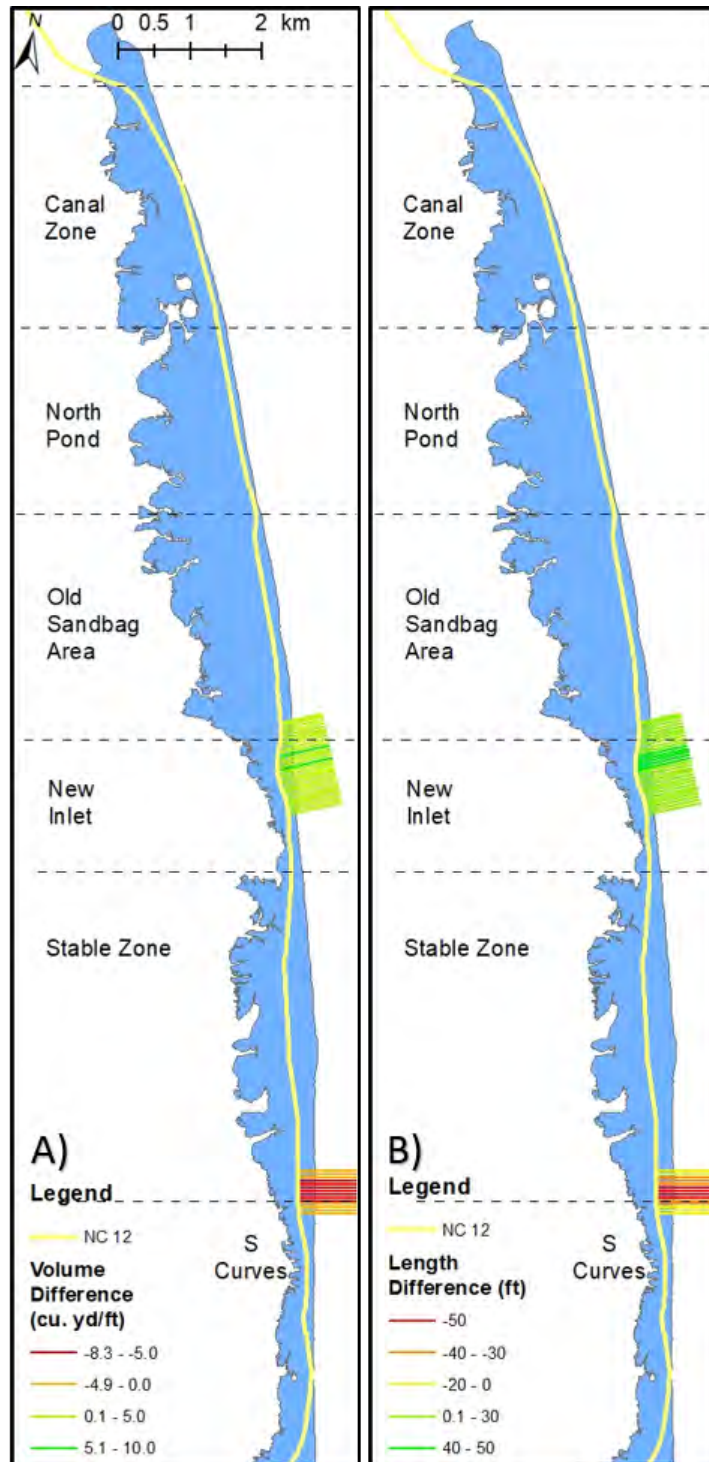 N
0 0.5 1 2 km
Canal
Zone
North
Pond
Old
Sandbag
Area
New
Inlet
Stable Zone
A)
Legend
NC 12
S
Curves
Volume
Difference
(cu. yd/ft)
-8.3 - -5.0
-4.9 - 0.0
0.1 - 5.0
5.1 - 10.0
Canal
Zone
North
Pond
Old
Sandbag
Area
New
Inlet
Stable Zone
B)
Legend
NC 12
S
Curves
Length
Difference (ft)
-50
-40 - -30
-20 - 0
0.1 - 30
40 - 50